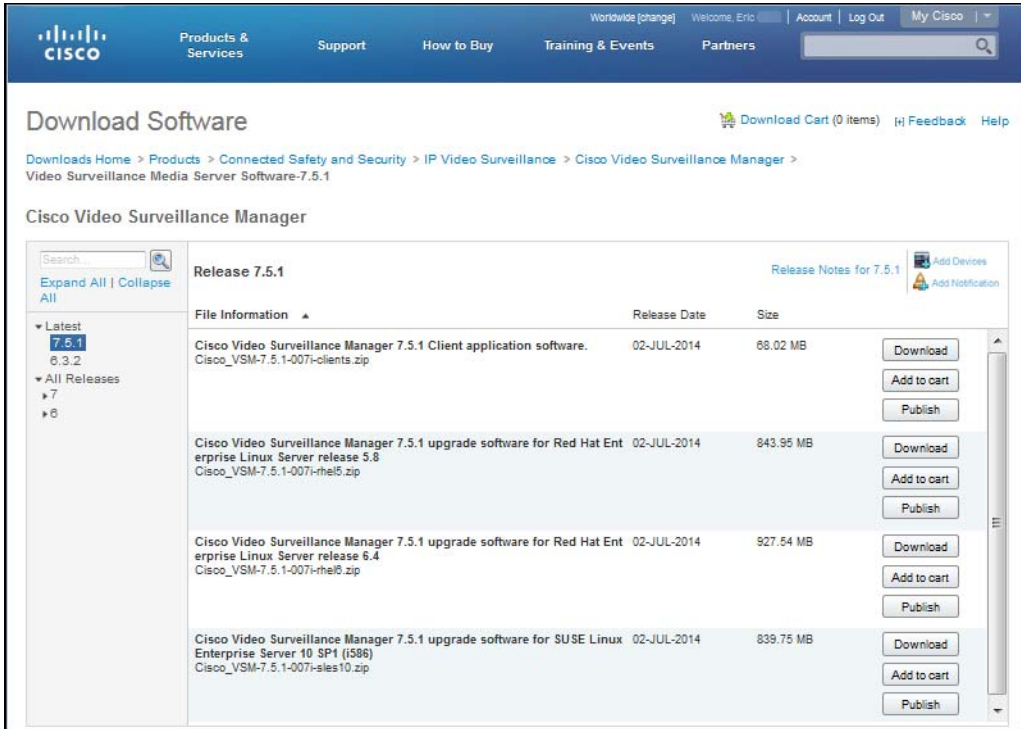 Worldwide [change] Welcome, Eric Account Log Out My Cisco
CISCO
Products &
Services
Support
How to Buy
Training & Events
Partners
Download Software
Download Cart (0 items) [+] Feedback Help
Downloads Home > Products > Connected Safety and Security > IP Video Surveillance > Cisco Video Surveillance Manager >
Video Surveillance Media Server Software-7.5.1
Cisco Video Surveillance Manager
Search...
Expand All | Collapse
All
Latest
7.5.1
6.3.2
All Releases
7
6
Release 7.5.1
Release Notes for 7.5.1
Add Devices
Add Notification
File Information Release Date Size
Cisco Video Surveillance Manager 7.5.1 Client application software. 02-JUL-2014 68.02 MB
Cisco_VSM-7.5.1-007i-clients.zip
Download
Add to cart
Publish
Cisco Video Surveillance Manager 7.5.1 upgrade software for Red Hat Ent 02-JUL-2014 843.95 MB
erprise Linux Server release 5.8
Cisco_VSM-7.5.1-007i-rhel5.zip
Download
Add to cart
Publish
Cisco Video Surveillance Manager 7.5.1 upgrade software for Red Hat Ent 02-JUL-2014 927.54 MB
erprise Linux Server release 6.4
Cisco_VSM-7.5.1-007i-rhel6.zip
Download
Add to cart
Publish
Cisco Video Surveillance Manager 7.5.1 upgrade software for SUSE Linux 02-JUL-2014 839.75 MB
Enterprise Server 10 SP1 (i586)
Cisco_VSM-7.5.1-007i-sles10.zip
Download
Add to cart
Publish